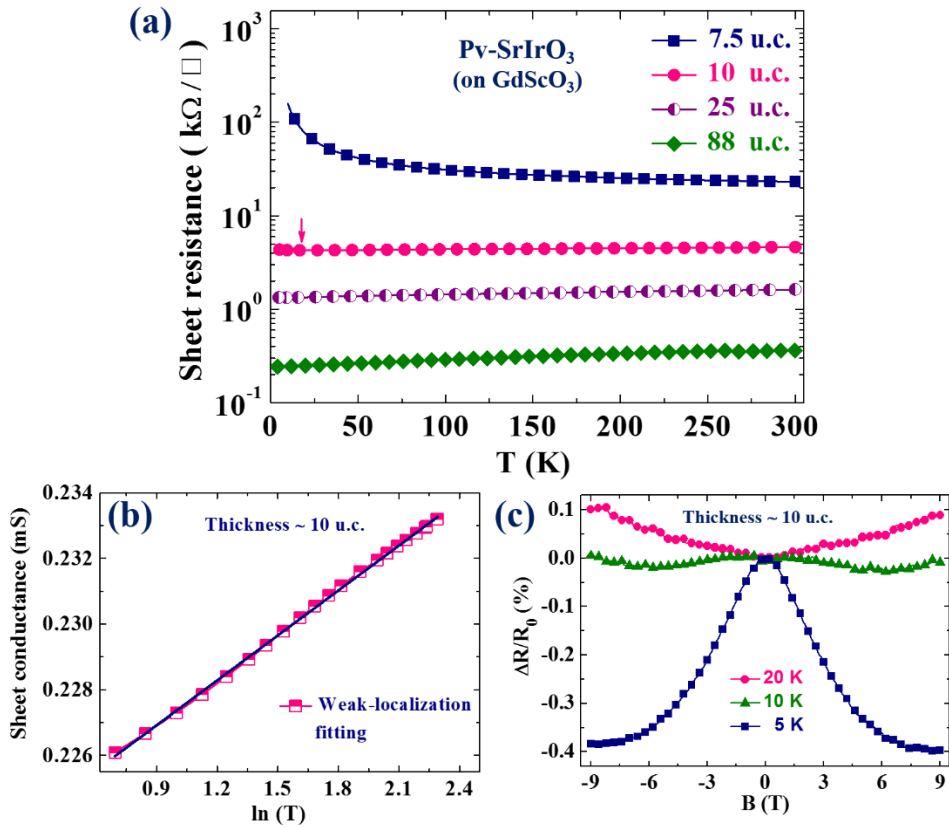 (a)
10³
10²
10¹
10⁰
10⁻¹
Sheet resistance ( kΩ / □ )
Pv-SrIrO₃
(on GdScO₃)
7.5 u.c.
10 u.c.
25 u.c.
88 u.c.
0 50 100 150 200 250 300
T (K)
(b)
0.234
0.232
0.230
0.228
0.226
Sheet conductance (mS)
Thickness ~ 10 u.c.
Weak-localization
fitting
0.9 1.2 1.5 1.8 2.1 2.4
ln (T)
(c)
0.1
0.0
-0.1
-0.2
-0.3
-0.4
ΔR/R₀ (%)
Thickness ~ 10 u.c.
20 K
10 K
5 K
-9 -6 -3 0 3 6 9
B (T)